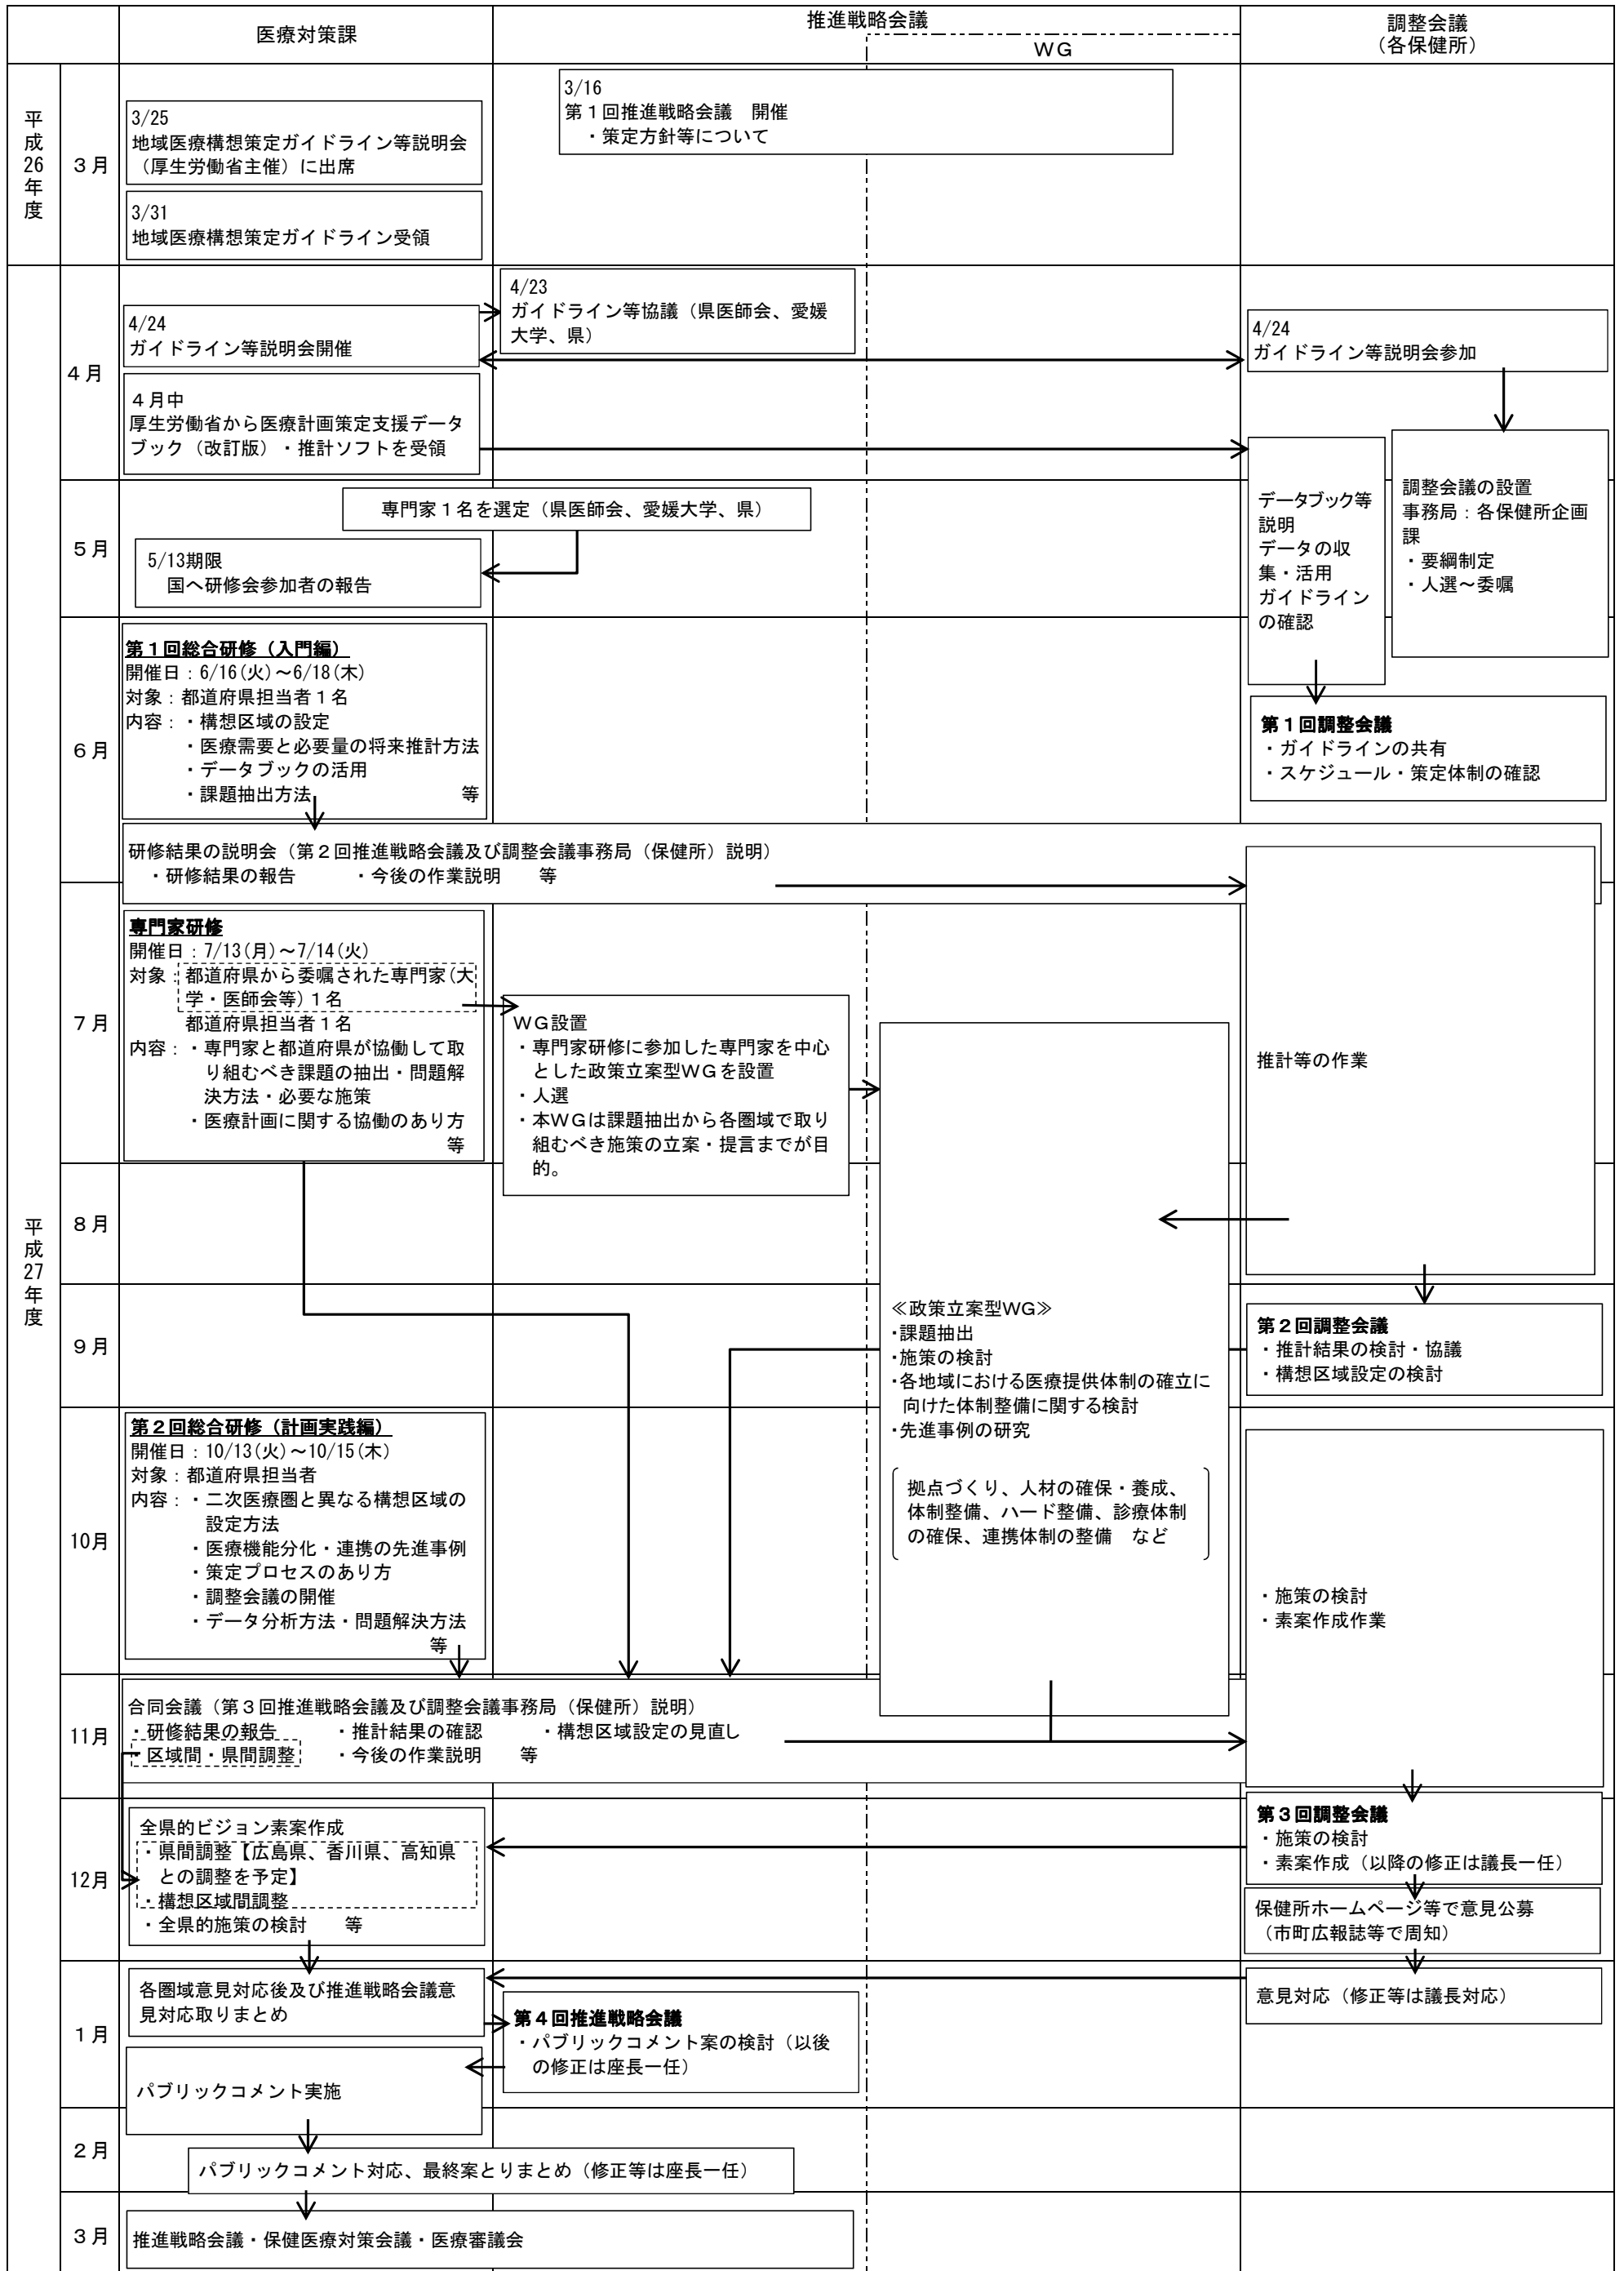 医療対策課
推進戦略会議
ＷＧ
調整会議
（各保健所）
平成26年度
３月
3/25
地域医療構想策定ガイドライン等説明会
（厚生労働省主催）に出席
3/31
地域医療構想策定ガイドライン受領
3/16
第１回推進戦略会議　開催
・策定方針等について
平成27年度
４月
4/24
ガイドライン等説明会開催
4/23
ガイドライン等協議（県医師会、愛媛
大学、県）
4/24
ガイドライン等説明会参加
４月中
厚生労働省から医療計画策定支援データ
ブック（改訂版）・推計ソフトを受領
データブック等
説明
データの収
集・活用
ガイドライン
の確認
調整会議の設置
事務局：各保健所企画
課
・要綱制定
・人選～委嘱
５月
専門家１名を選定（県医師会、愛媛大学、県）
5/13期限
国へ研修会参加者の報告
６月
第１回総合研修（入門編）
開催日：6/16(火)～6/18(木)
対象：都道府県担当者１名
内容：・構想区域の設定
・医療需要と必要量の将来推計方法
・データブックの活用
・課題抽出方法　等
第１回調整会議
・ガイドラインの共有
・スケジュール・策定体制の確認
研修結果の説明会（第２回推進戦略会議及び調整会議事務局（保健所）説明）
・研修結果の報告　・今後の作業説明　等
７月
専門家研修
開催日：7/13(月)～7/14(火)
対象：都道府県から委嘱された専門家(大
学・医師会等)１名
都道府県担当者１名
内容：・専門家と都道府県が協働して取
り組むべき課題の抽出・問題解
決方法・必要な施策
・医療計画に関する協働のあり方
等
ＷＧ設置
・専門家研修に参加した専門家を中心
とした政策立案型ＷＧを設置
・人選
・本ＷＧは課題抽出から各圏域で取り
組むべき施策の立案・提言までが目
的。
推計等の作業
８月
９月
≪政策立案型WG≫
・課題抽出
・施策の検討
・各地域における医療提供体制の確立に
向けた体制整備に関する検討
・先進事例の研究
拠点づくり、人材の確保・養成、
体制整備、ハード整備、診療体制
の確保、連携体制の整備　など
第２回調整会議
・推計結果の検討・協議
・構想区域設定の検討
10月
第２回総合研修（計画実践編）
開催日：10/13(火)～10/15(木)
対象：都道府県担当者
内容：・二次医療圏と異なる構想区域の
設定方法
・医療機能分化・連携の先進事例
・策定プロセスのあり方
・調整会議の開催
・データ分析方法・問題解決方法
等
・施策の検討
・素案作成作業
11月
合同会議（第３回推進戦略会議及び調整会議事務局（保健所）説明）
・研修結果の報告　・推計結果の確認　・構想区域設定の見直し
・区域間・県間調整　・今後の作業説明　等
12月
全県的ビジョン素案作成
・県間調整【広島県、香川県、高知県
との調整を予定】
・構想区域間調整
・全県的施策の検討　等
第３回調整会議
・施策の検討
・素案作成（以降の修正は議長一任）
保健所ホームページ等で意見公募
（市町広報誌等で周知）
１月
各圏域意見対応後及び推進戦略会議意
見対応取りまとめ
第４回推進戦略会議
・パブリックコメント案の検討（以後
の修正は座長一任）
意見対応（修正等は議長対応）
パブリックコメント実施
２月
パブリックコメント対応、最終案とりまとめ（修正等は座長一任）
３月
推進戦略会議・保健医療対策会議・医療審議会